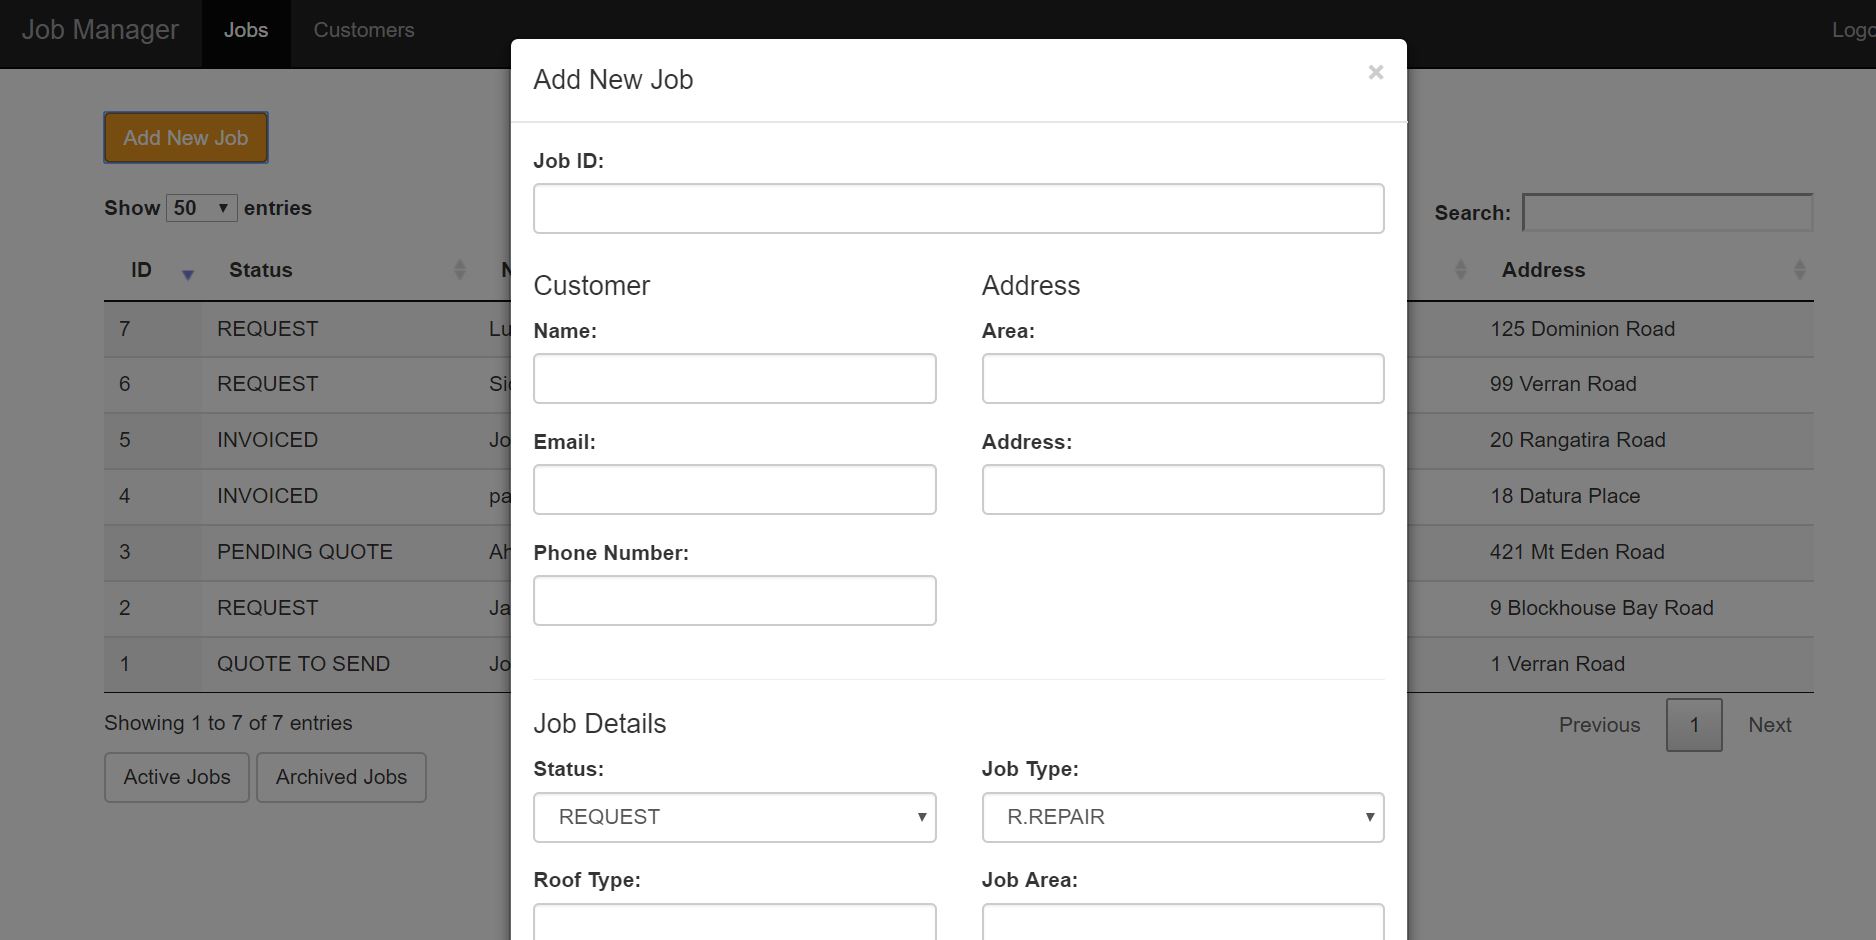 Job Manager Jobs Customers
Add New Job ×
Add New Job
Job ID:
Show 50 entries
Search:
ID Status Address
Customer Address
Name: Area:
7 REQUEST Lu 125 Dominion Road
6 REQUEST 99 Verran Road
5 INVOICED Jo 20 Rangatira Road
Email: Address:
4 INVOICED pa 18 Datura Place
3 PENDING QUOTE Ah 421 Mt Eden Road
Phone Number:
2 REQUEST Ja 9 Blockhouse Bay Road
1 QUOTE TO SEND Jo 1 Verran Road
Showing 1 to 7 of 7 entries
Previous 1 Next
Active Jobs Archived Jobs
Job Details
Status: Job Type:
REQUEST R.REPAIR
Roof Type: Job Area: